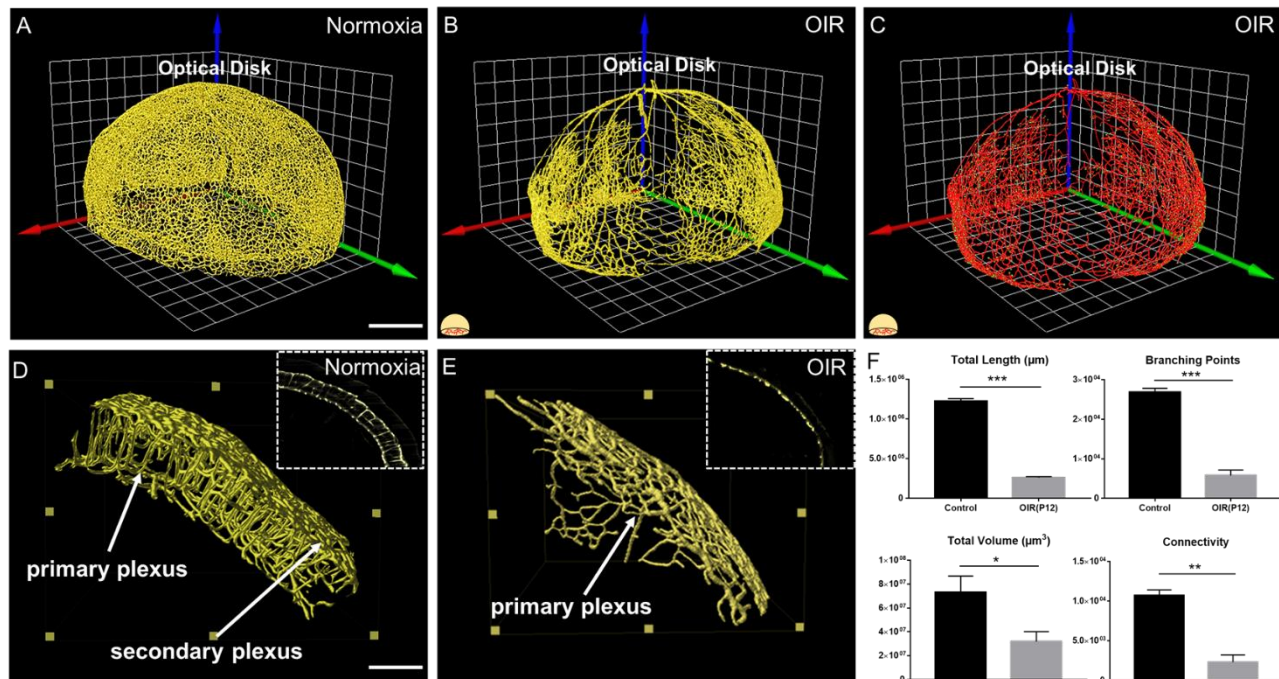 A
Normoxia
Optical Disk
B
OIR
Optical Disk
C
OIR
Optical Disk
D
Normoxia
primary plexus
secondary plexus
E
OIR
primary plexus
F
Total Length (μm)
1.5×10⁰⁶
1.0×10⁰⁶
5.0×10⁰⁵
0
***
Control
OIR(P12)
Branching Points
3×10⁰⁴
2×10⁰⁴
1×10⁰⁴
0
***
Control
OIR(P12)
Total Volume (μm³)
1×10⁰⁸
8×10⁰⁷
6×10⁰⁷
4×10⁰⁷
2×10⁰⁷
0
*
Connectivity
1.0×10⁰⁴
5.0×10⁰³
0
**